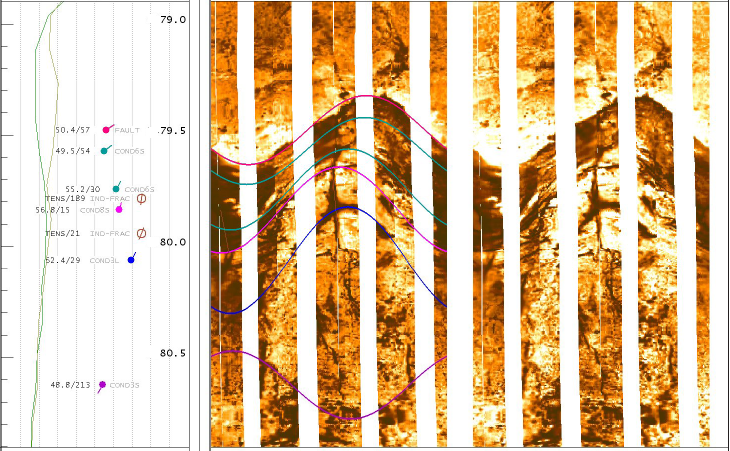 79.0
50.4/57 FAULT
79.5
49.5/54 COND6S
55.2/30 COND6S
TENS/189 IND-FRAC
56.8/15 COND8S
TENS/21 IND-FRAC
80.0
52.4/29 COND3L
80.5
48.8/213 COND3S